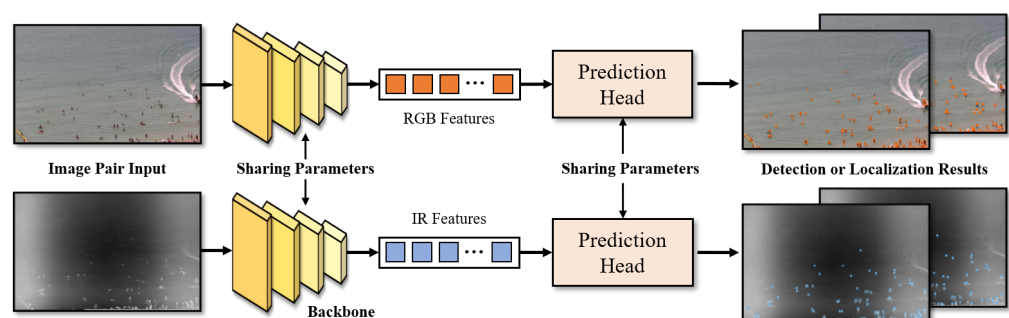 Prediction
Head
RGB Features
Image Pair Input
Sharing Parameters
Sharing Parameters
Detection or Localization Results
IR Features
Prediction
Head
Backbone